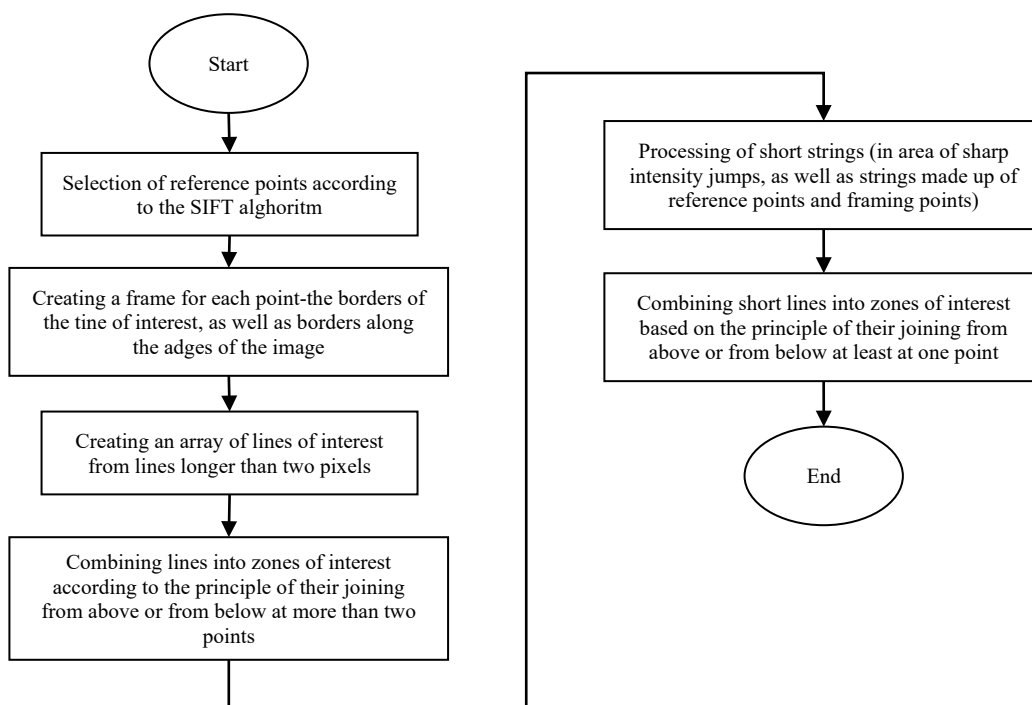 Start
Selection of reference points according
to the SIFT alghoritm
Creating a frame for each point-the borders of
the tine of interest, as well as borders along
the adges of the image
Creating an array of lines of interest
from lines longer than two pixels
Combining lines into zones of interest
according to the principle of their joining
from above or from below at more than two
points
Processing of short strings (in area of sharp
intensity jumps, as well as strings made up of
reference points and framing points)
Combining short lines into zones of interest
based on the principle of their joining from
above or from below at least at one point
End